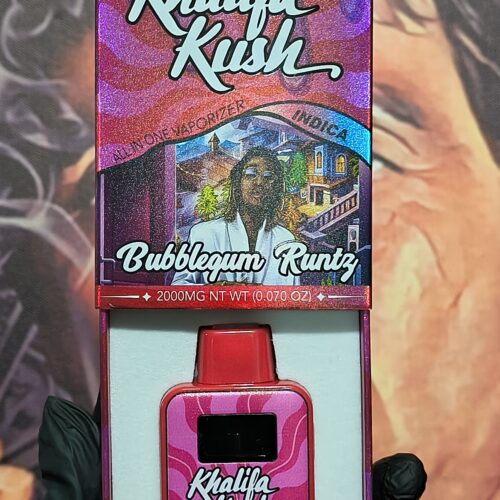 Khalifa
Kush
ALL-IN-ONE VAPORIZER
INDICA
Bubblegum Runtz
2000MG NT WT (0.070 OZ)
Khalifa